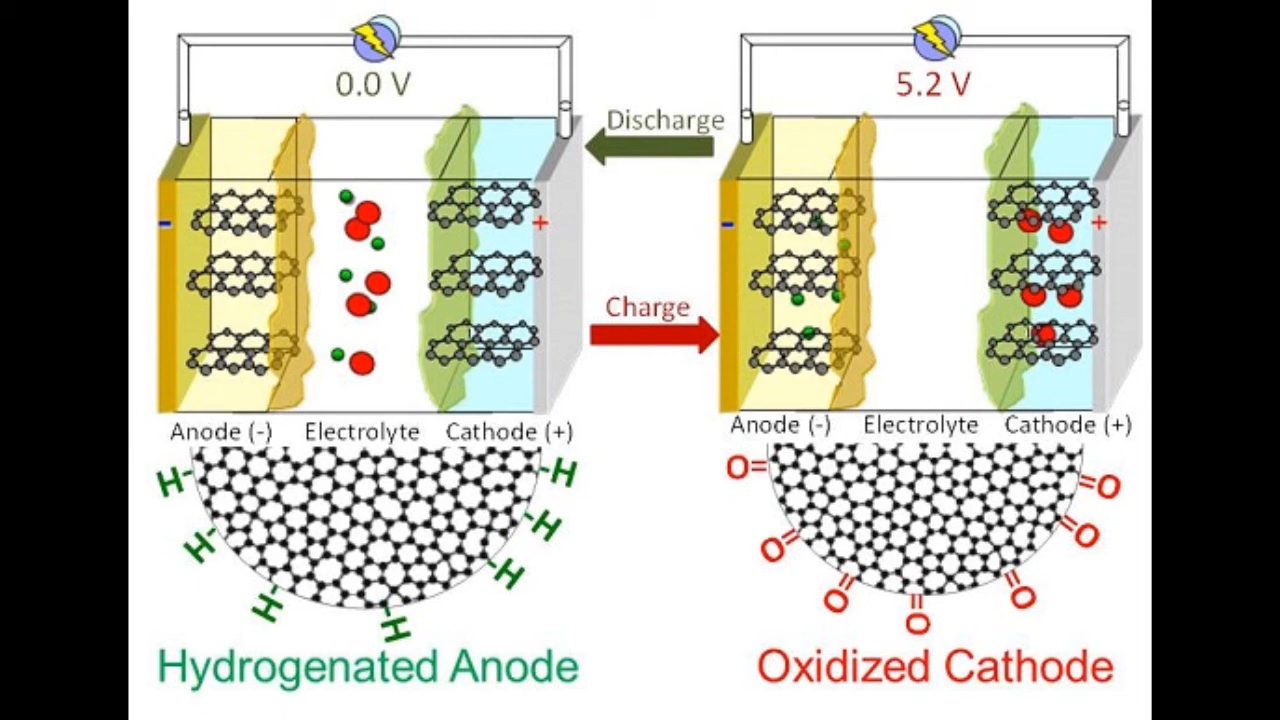 0.0 V
5.2 V
Discharge
Charge
-
+
-
+
Anode (-) Electrolyte Cathode (+)
Anode (-) Electrolyte Cathode (+)
H
H
H
H
H
H
H
O
O
O
O
O
O
O
Hydrogenated Anode
Oxidized Cathode